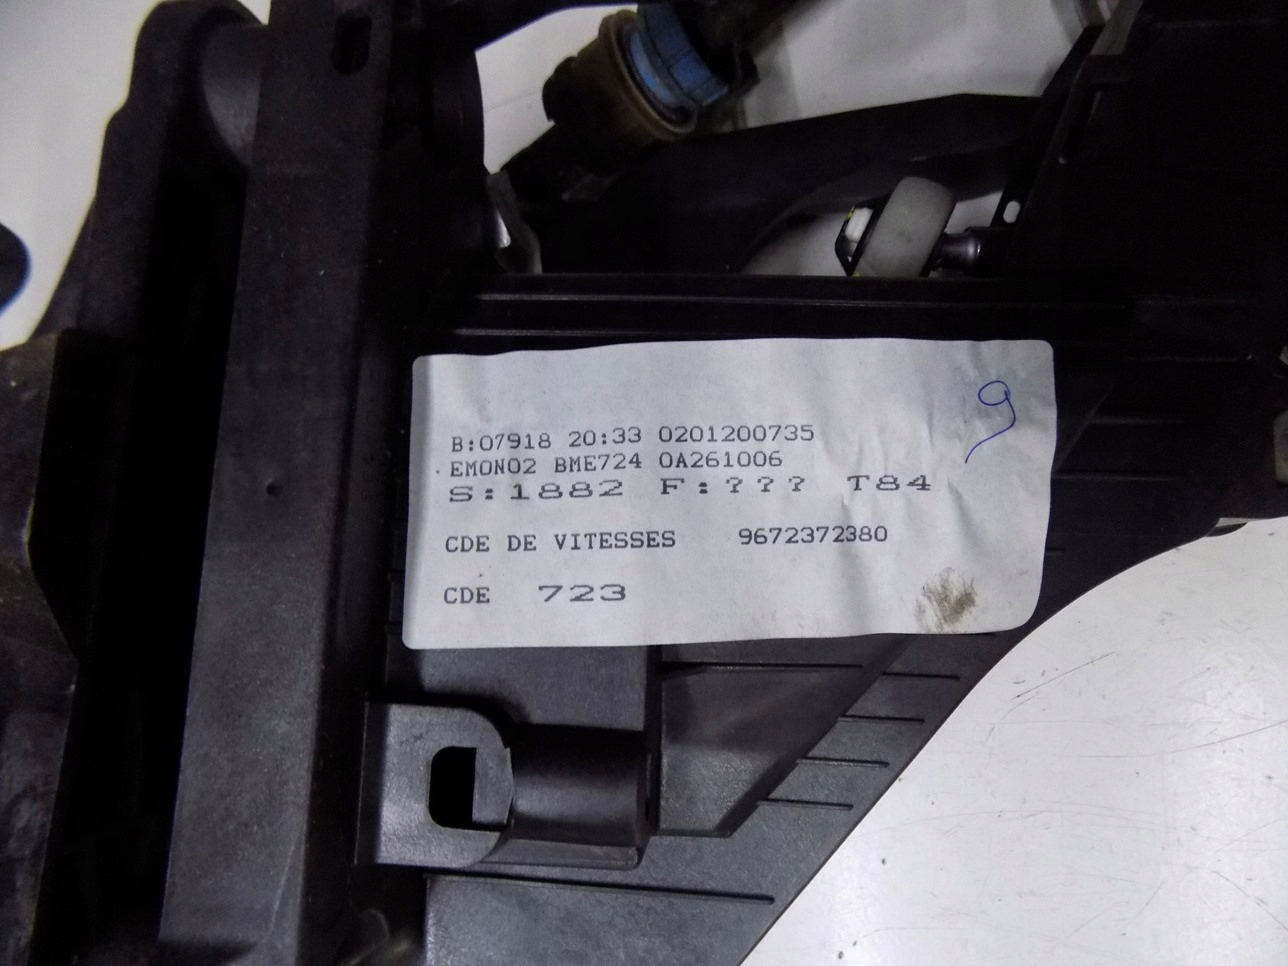 B:07918 20:33 0201200735
EMON02 BME724 0A261006
S:1882 F:??? T84
CDE DE VITESSES 9672372380
CDE 723
9